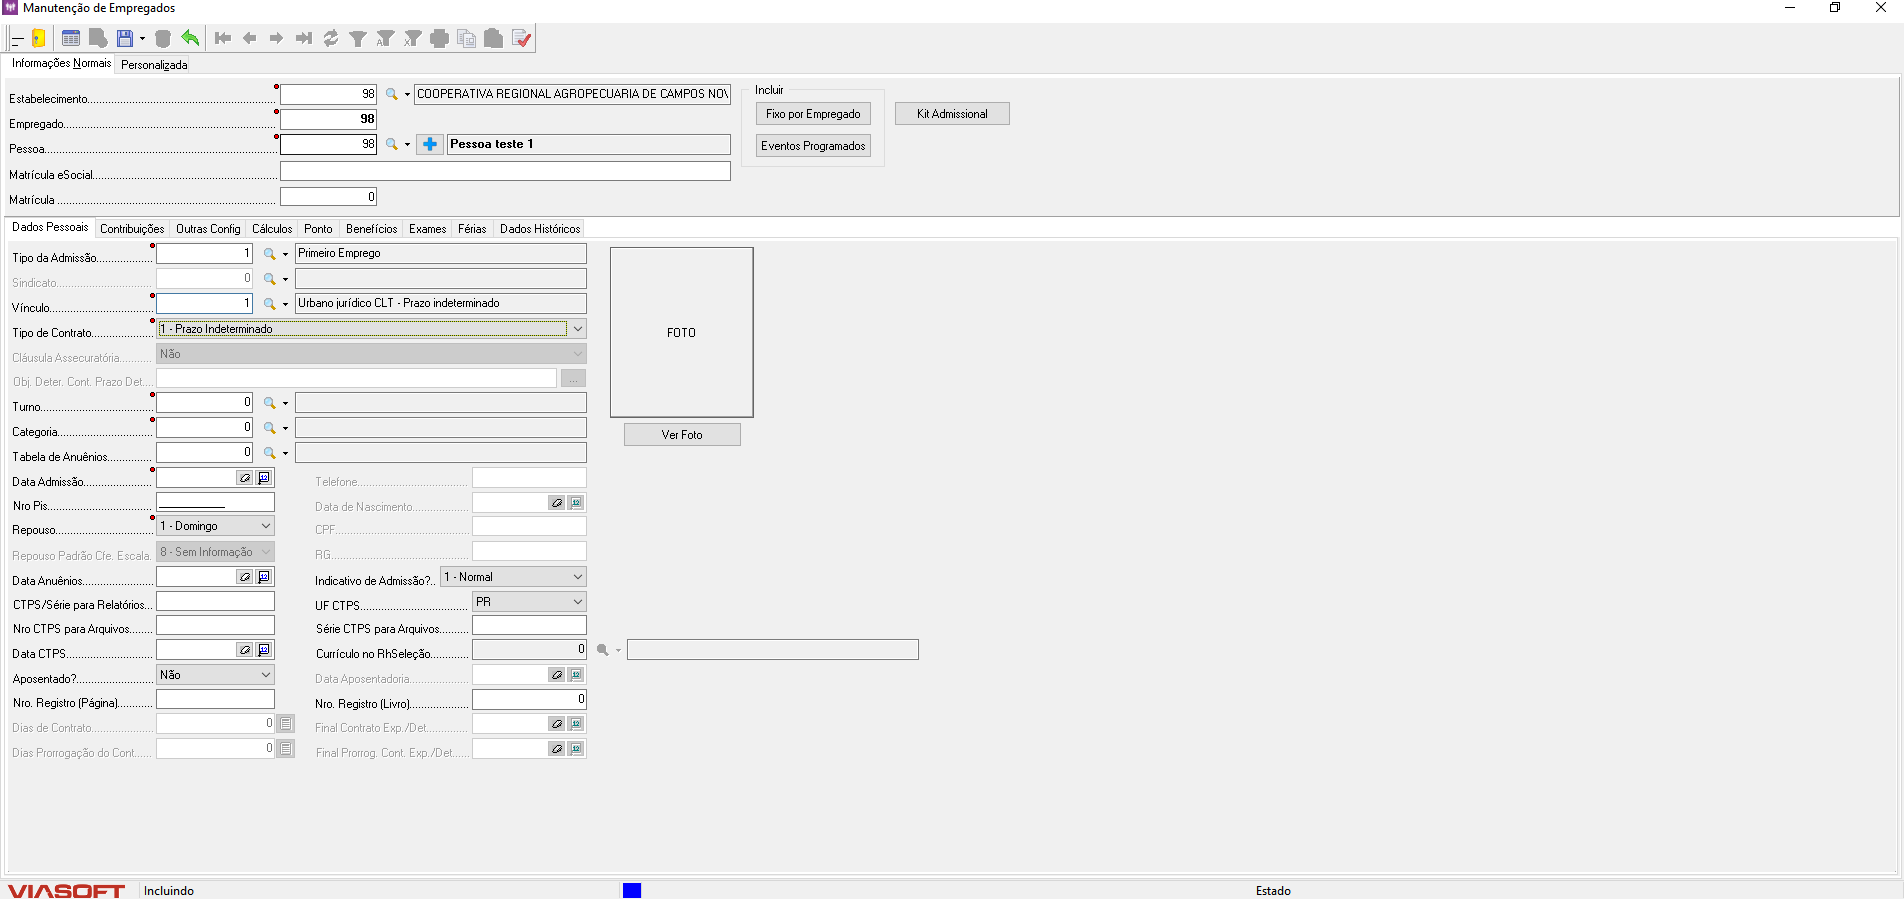 Manutenção de Empregados
Informações Normais Personalizada
Estabelecimento 98 COOPERATIVA REGIONAL AGROPECUARIA DE CAMPOS NOV
Empregado 98
Pessoa 98 Pessoa teste 1
Matrícula eSocial
Matrícula 0
Incluir
Fixo por Empregado
Eventos Programados
Kit Admissional
Dados Pessoais Contribuições Outras Config Cálculos Ponto Benefícios Exames Férias Dados Históricos
Tipo da Admissão 1 Primeiro Emprego
Sindicato 0
Vínculo 1 Urbano jurídico CLT - Prazo indeterminado
Tipo de Contrato 1 - Prazo Indeterminado
Cláusula Assecuratória Não
Obj. Deter. Cont. Prazo Det. ...
Turno 0
Categoria 0
Tabela de Anuênios 0
FOTO
Ver Foto
Data Admissão 12 Telefone
Nro Pis Data de Nascimento 12
Repouso 1 - Domingo CPF
Repouso Padrão Cfe. Escala. 8 - Sem Informação RG
Data Anuênios 12 Indicativo de Admissão?.. 1 - Normal
CTPS/Série para Relatórios... UF CTPS PR
Nro CTPS para Arquivos Série CTPS para Arquivos
Data CTPS 12 Currículo no RhSeleção 0
Aposentado? Não Data Aposentadoria 12
Nro. Registro (Página) Nro. Registro (Livro) 0
Dias de Contrato 0 Final Contrato Exp./Det. 12
Dias Prorrogação do Cont. 0 Final Prorrog. Cont. Exp./Det. 12
VIASOFT Incluindo Estado